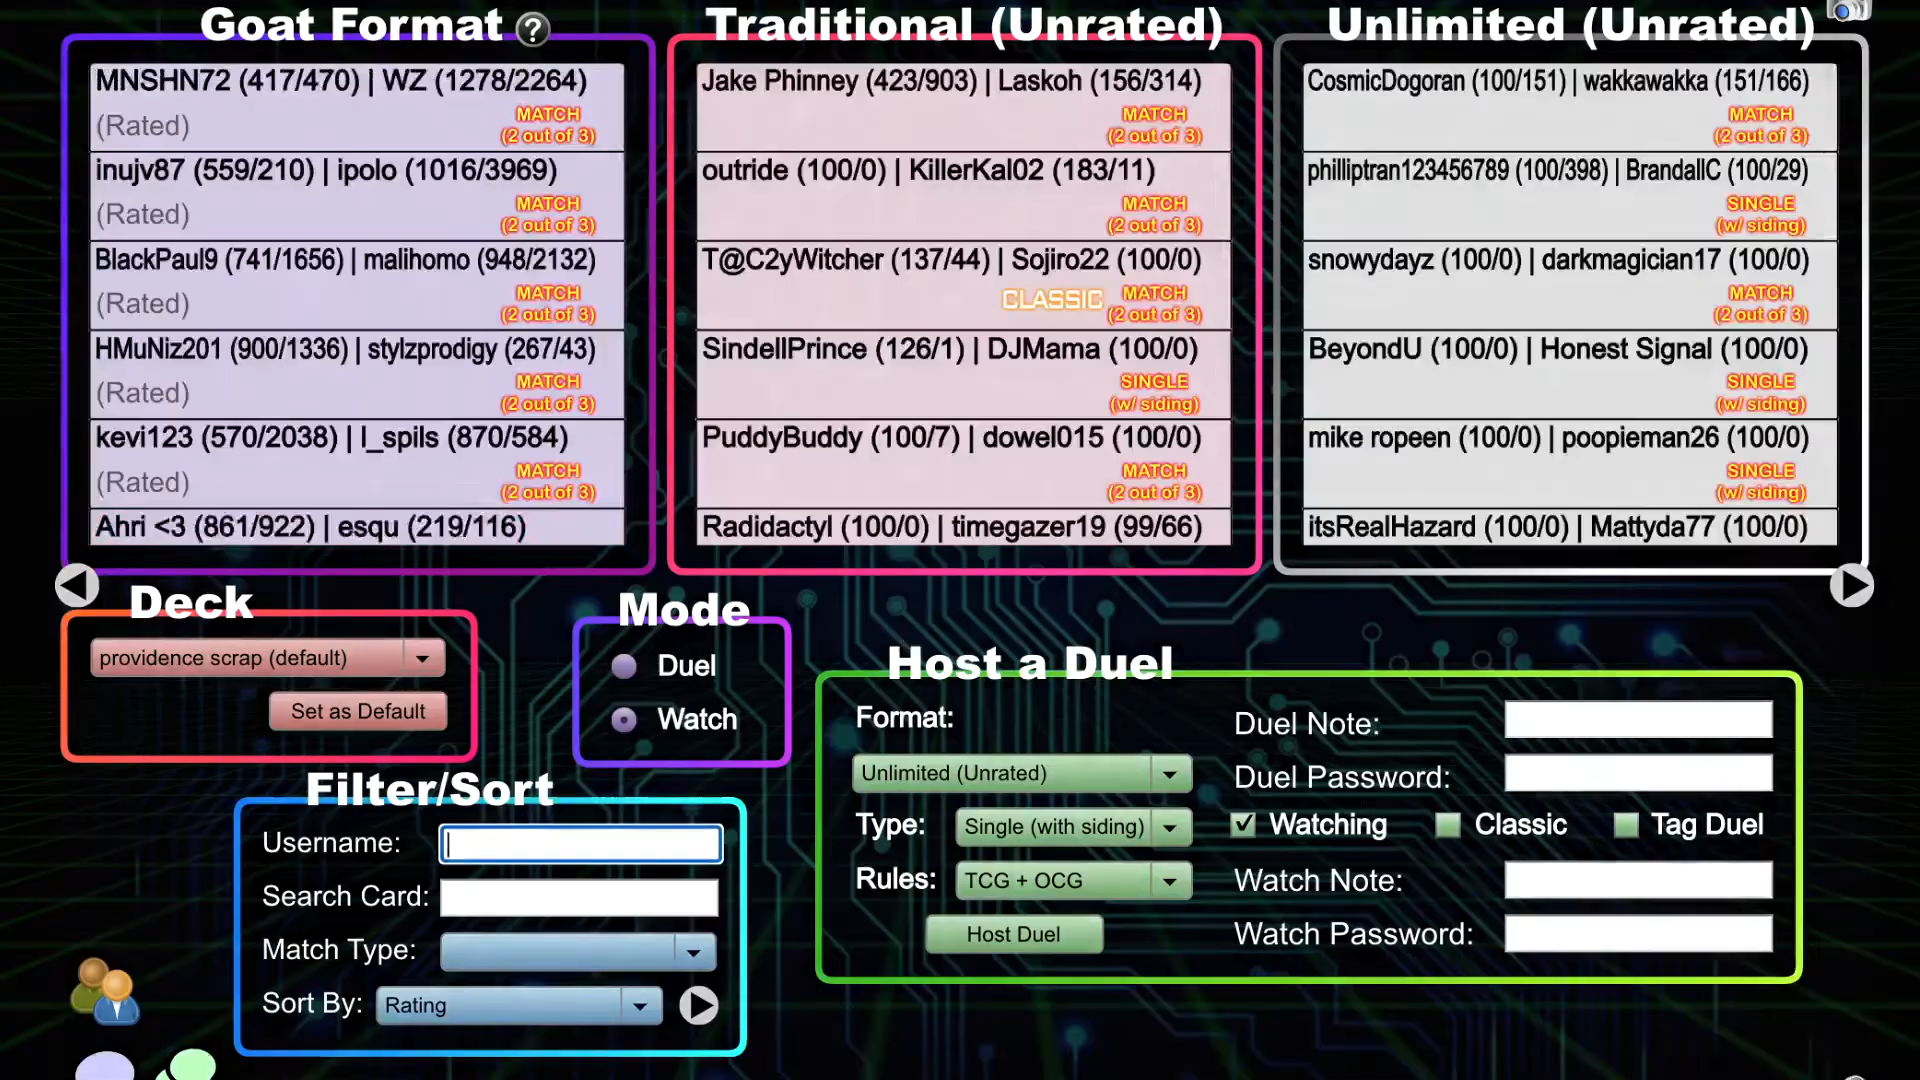 Goat Format ?
MNSHN72 (417/470) | WZ (1278/2264)
(Rated)
MATCH
(2 out of 3)
inujv87 (559/210) | ipolo (1016/3969)
(Rated)
MATCH
(2 out of 3)
BlackPaul9 (741/1656) | malihomo (948/2132)
(Rated)
MATCH
(2 out of 3)
HMuNiz201 (900/1336) | stylzprodigy (267/43)
(Rated)
MATCH
(2 out of 3)
kevi123 (570/2038) | l_spils (870/584)
(Rated)
MATCH
(2 out of 3)
Ahri <3 (861/922) | esqu (219/116)
Traditional (Unrated)
Jake Phinney (423/903) | Laskoh (156/314)
MATCH
(2 out of 3)
outride (100/0) | KillerKal02 (183/11)
MATCH
(2 out of 3)
T@C2yWitcher (137/44) | Sojiro22 (100/0)
CLASSIC
MATCH
(2 out of 3)
SindellPrince (126/1) | DJMama (100/0)
SINGLE
(w/ siding)
PuddyBuddy (100/7) | dowel015 (100/0)
MATCH
(2 out of 3)
Radidactyl (100/0) | timegazer19 (99/66)
Unlimited (Unrated)
CosmicDogoran (100/151) | wakkawakka (151/166)
MATCH
(2 out of 3)
philliptran123456789 (100/398) | BrandallC (100/29)
SINGLE
(w/ siding)
snowydayz (100/0) | darkmagician17 (100/0)
MATCH
(2 out of 3)
BeyondU (100/0) | Honest Signal (100/0)
SINGLE
(w/ siding)
mike ropeen (100/0) | poopieman26 (100/0)
SINGLE
(w/ siding)
itsRealHazard (100/0) | Mattyda77 (100/0)
Deck
providence scrap (default)
Set as Default
Mode
Duel
Watch
Filter/Sort
Username:
Search Card:
Match Type:
Sort By: Rating
Host a Duel
Format:
Unlimited (Unrated)
Type: Single (with siding)
Rules: TCG + OCG
Host Duel
Duel Note:
Duel Password:
Watching Classic Tag Duel
Watch Note:
Watch Password: